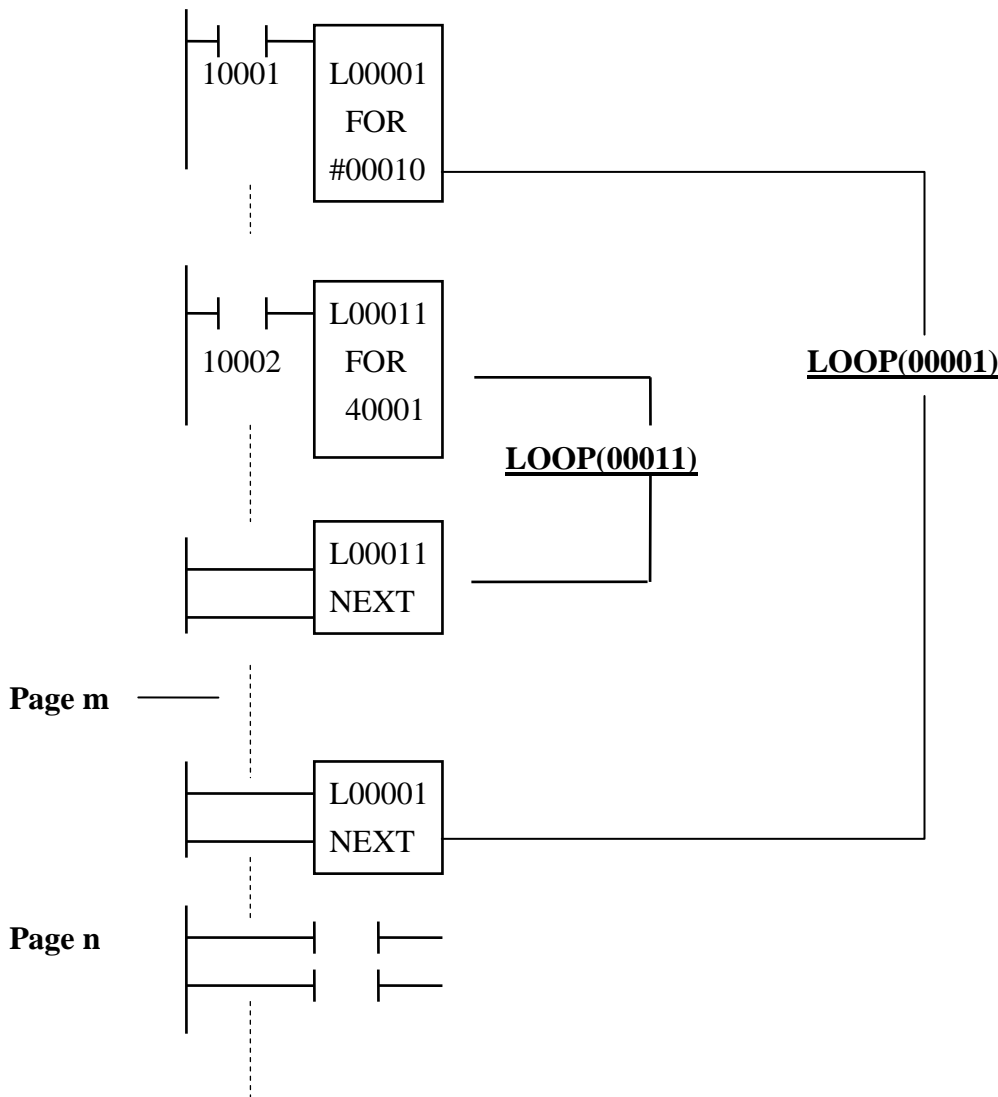 10001
L00001
FOR
#00010
10002
L00011
FOR
40001
LOOP(00001)
LOOP(00011)
L00011
NEXT
Page m
L00001
NEXT
Page n